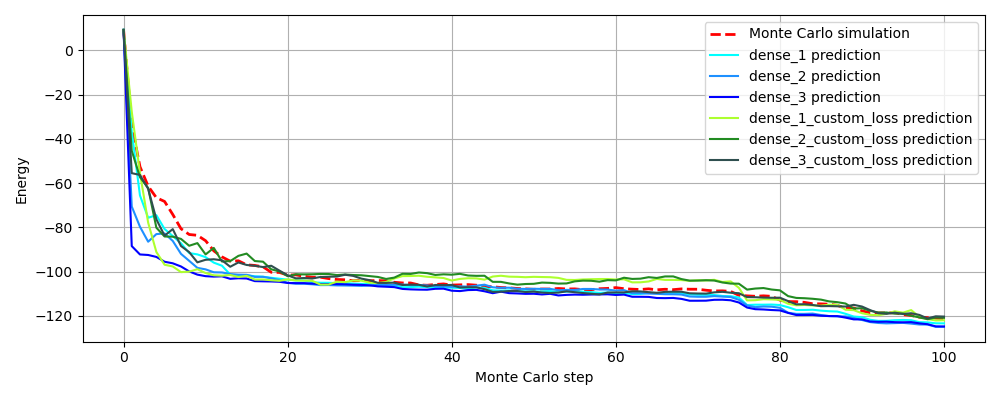 Monte Carlo simulation
dense_1 prediction
dense_2 prediction
dense_3 prediction
dense_1_custom_loss prediction
dense_2_custom_loss prediction
dense_3_custom_loss prediction
Energy
0
−20
−40
−60
−80
−100
−120
0 20 40 60 80 100
Monte Carlo step